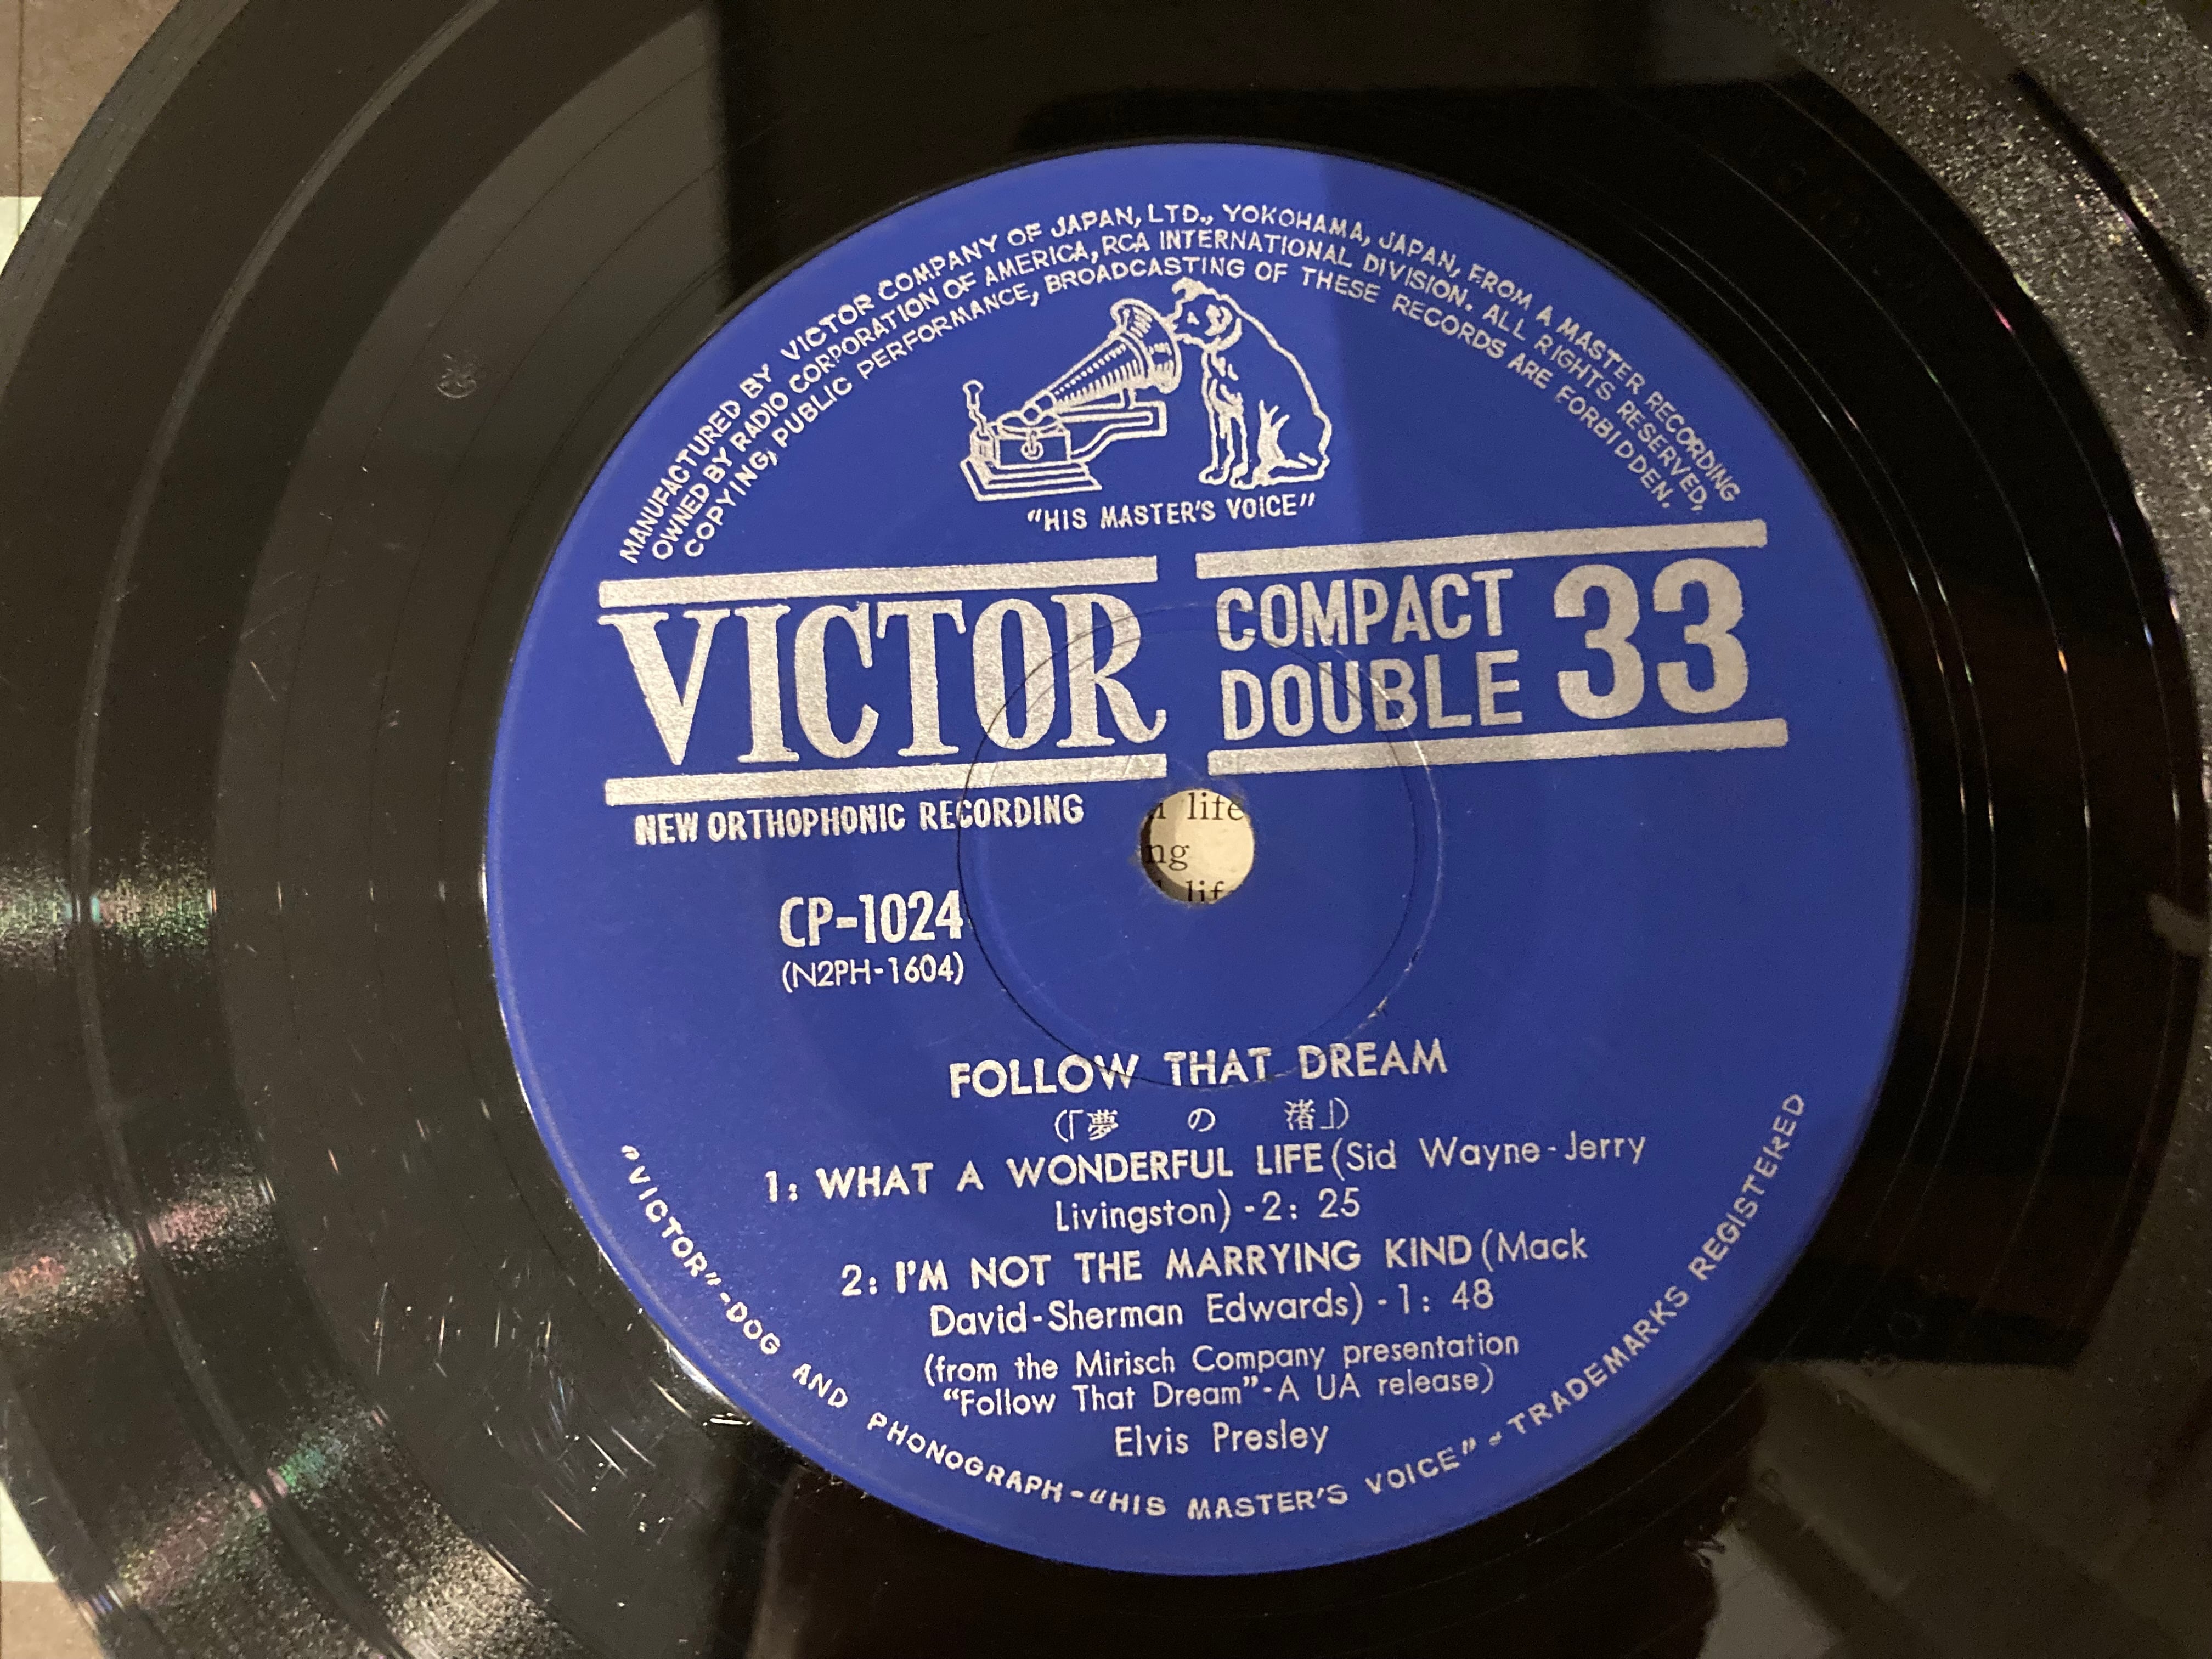 MANUFACTURED BY VICTOR COMPANY OF JAPAN, LTD., YOKOHAMA, JAPAN, FROM A MASTER RECORDING
OWNED BY RADIO CORPORATION OF AMERICA, RCA INTERNATIONAL DIVISION. ALL RIGHTS RESERVED,
COPYING, PUBLIC PERFORMANCE, BROADCASTING OF THESE RECORDS ARE FORBIDDEN.
"HIS MASTER'S VOICE"
VICTOR
COMPACT
DOUBLE 33
NEW ORTHOPHONIC RECORDING
life
ng
CP-1024
(N2PH-1604)
FOLLOW THAT DREAM
(「夢 の 渚」)
1: WHAT A WONDERFUL LIFE (Sid Wayne-Jerry
Livingston) -2: 25
2: I'M NOT THE MARRYING KIND (Mack
David-Sherman Edwards) -1: 48
(from the Mirisch Company presentation
"Follow That Dream"-A UA release)
Elvis Presley
"VICTOR"-DOG AND PHONOGRAPH-"HIS MASTER'S VOICE"-TRADEMARKS REGISTERED